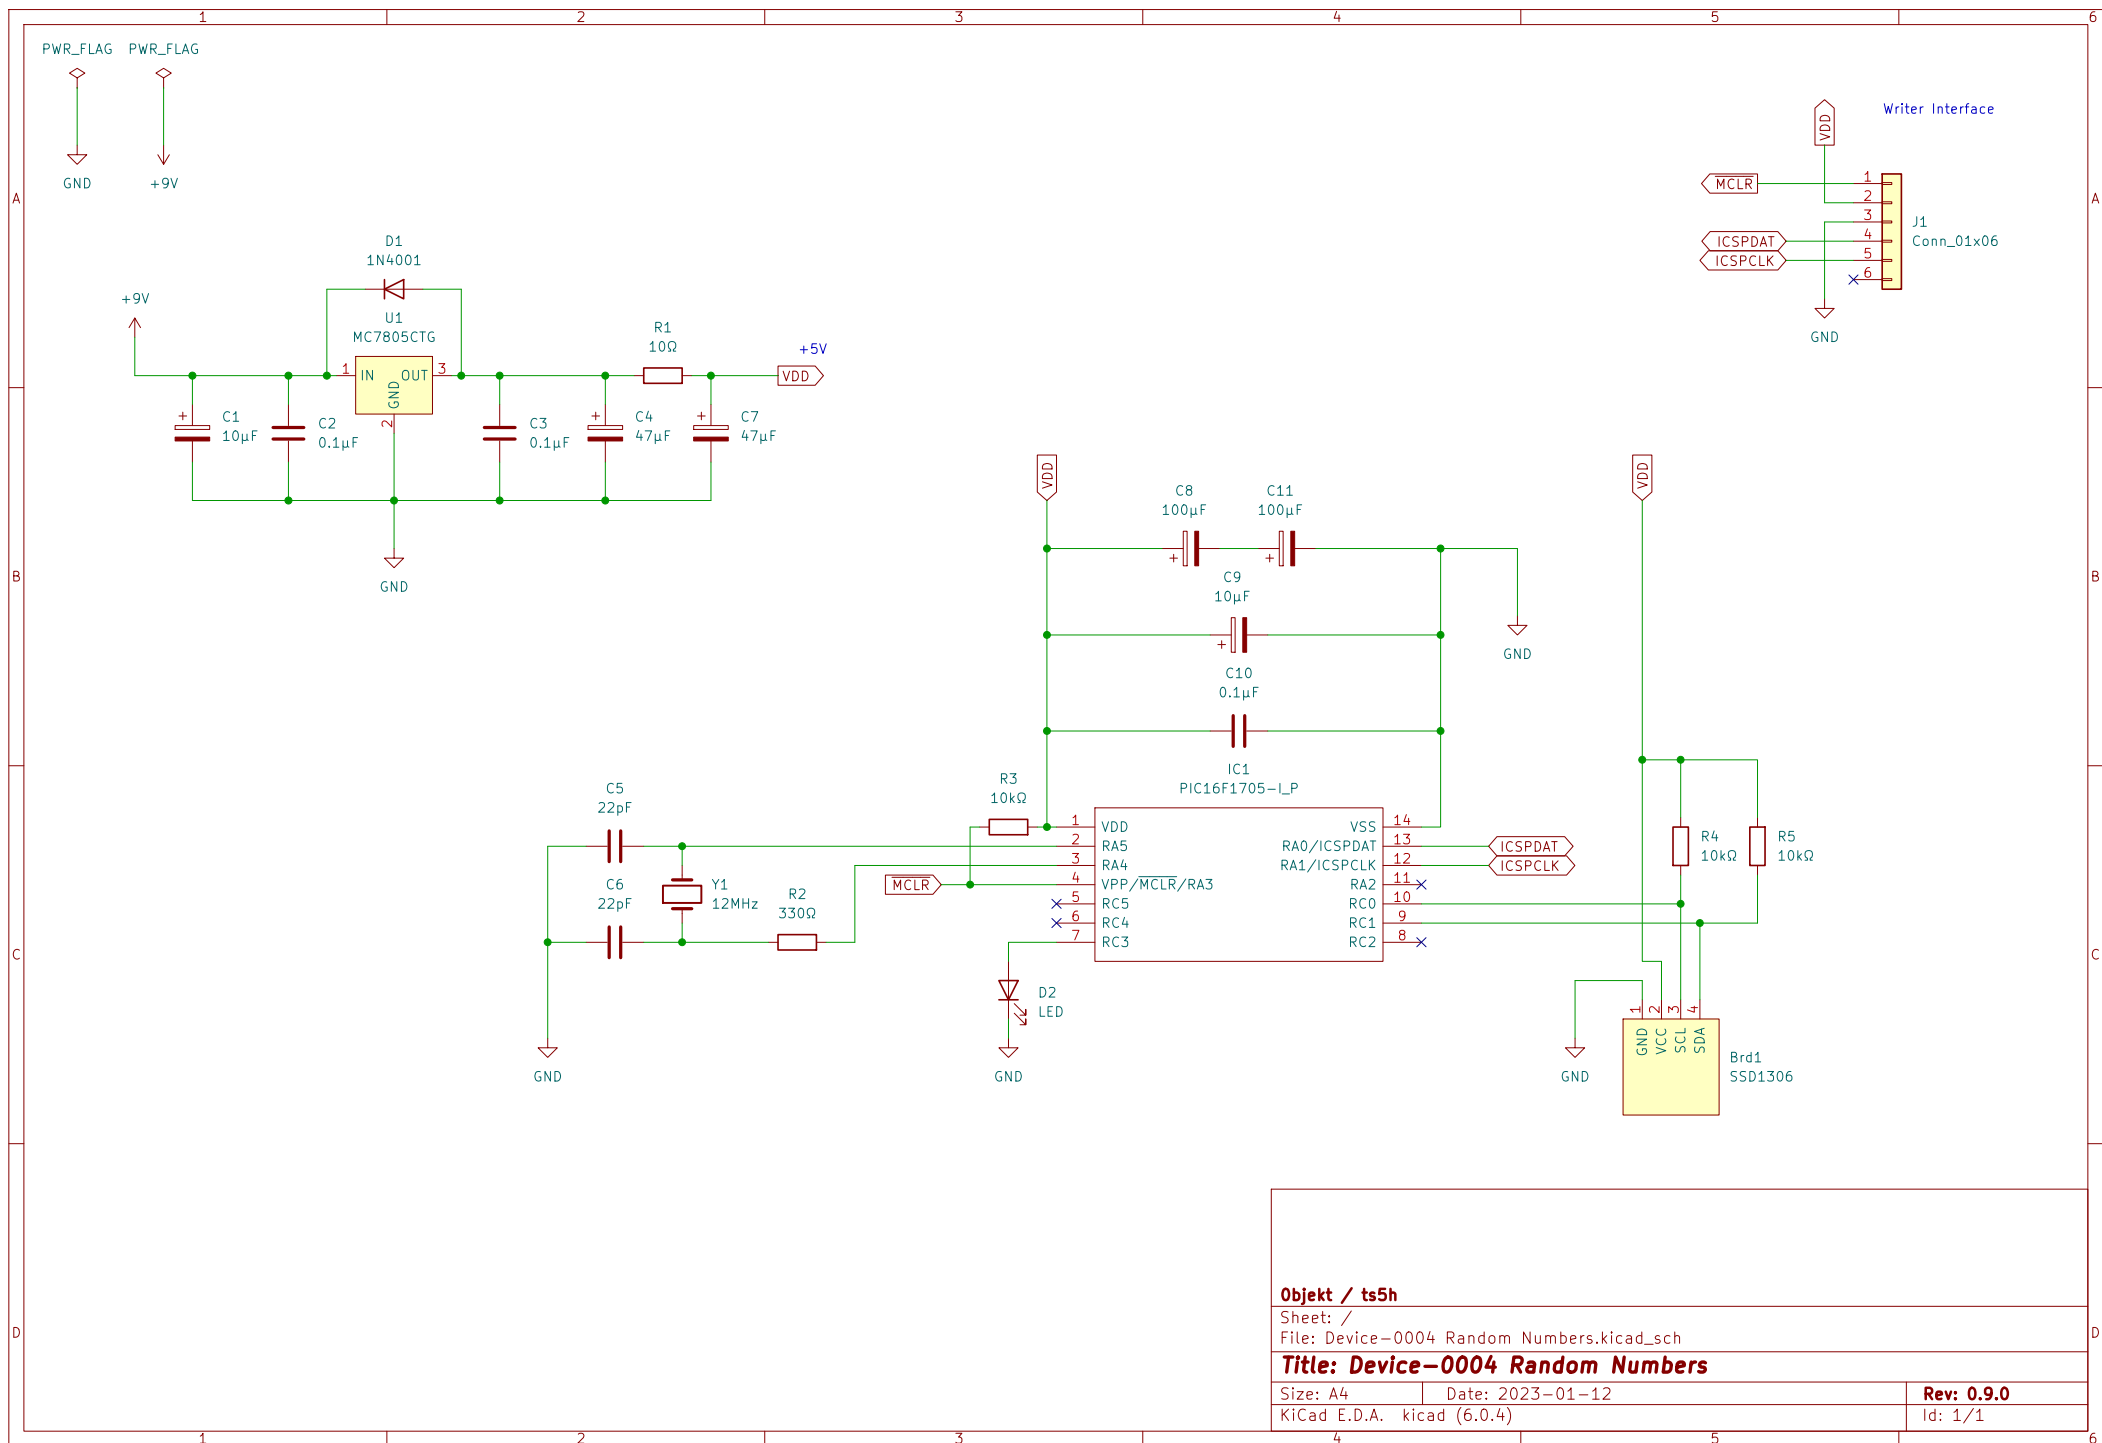 1 2 3 4 5 6
PWR_FLAG PWR_FLAG
GND +9V
Writer Interface
VDD
MCLR
ICSPDAT
ICSPCLK
1
2
3
4
5
6
J1
Conn_01x06
GND
A A
D1
1N4001
+9V
U1
MC7805CTG
1 IN OUT 3
GND
2
R1
10Ω
+5V
VDD
+ C1
10µF
C2
0.1µF
C3
0.1µF
+ C4
47µF
+ C7
47µF
GND
B B
VDD
C8
100µF
+
C11
100µF
+
C9
10µF
+
GND
C10
0.1µF
VDD
IC1
PIC16F1705-I_P
R3
10kΩ
C5
22pF
C6
22pF
Y1
12MHz
R2
330Ω
MCLR
1 VDD VSS 14
2 RA5 RA0/ICSPDAT 13
3 RA4 RA1/ICSPCLK 12
4 VPP/MCLR/RA3 RA2 11
5 RC5 RC0 10
6 RC4 RC1 9
7 RC3 RC2 8
ICSPDAT
ICSPCLK
R4
10kΩ
R5
10kΩ
C C
D2
LED
GND
GND
GND
1 2 3 4
GND VCC SCL SDA
Brd1
SSD1306
D D
Objekt / ts5h
Sheet: /
File: Device-0004 Random Numbers.kicad_sch
Title: Device-0004 Random Numbers
Size: A4 Date: 2023-01-12 Rev: 0.9.0
KiCad E.D.A. kicad (6.0.4) Id: 1/1
1 2 3 4 5 6